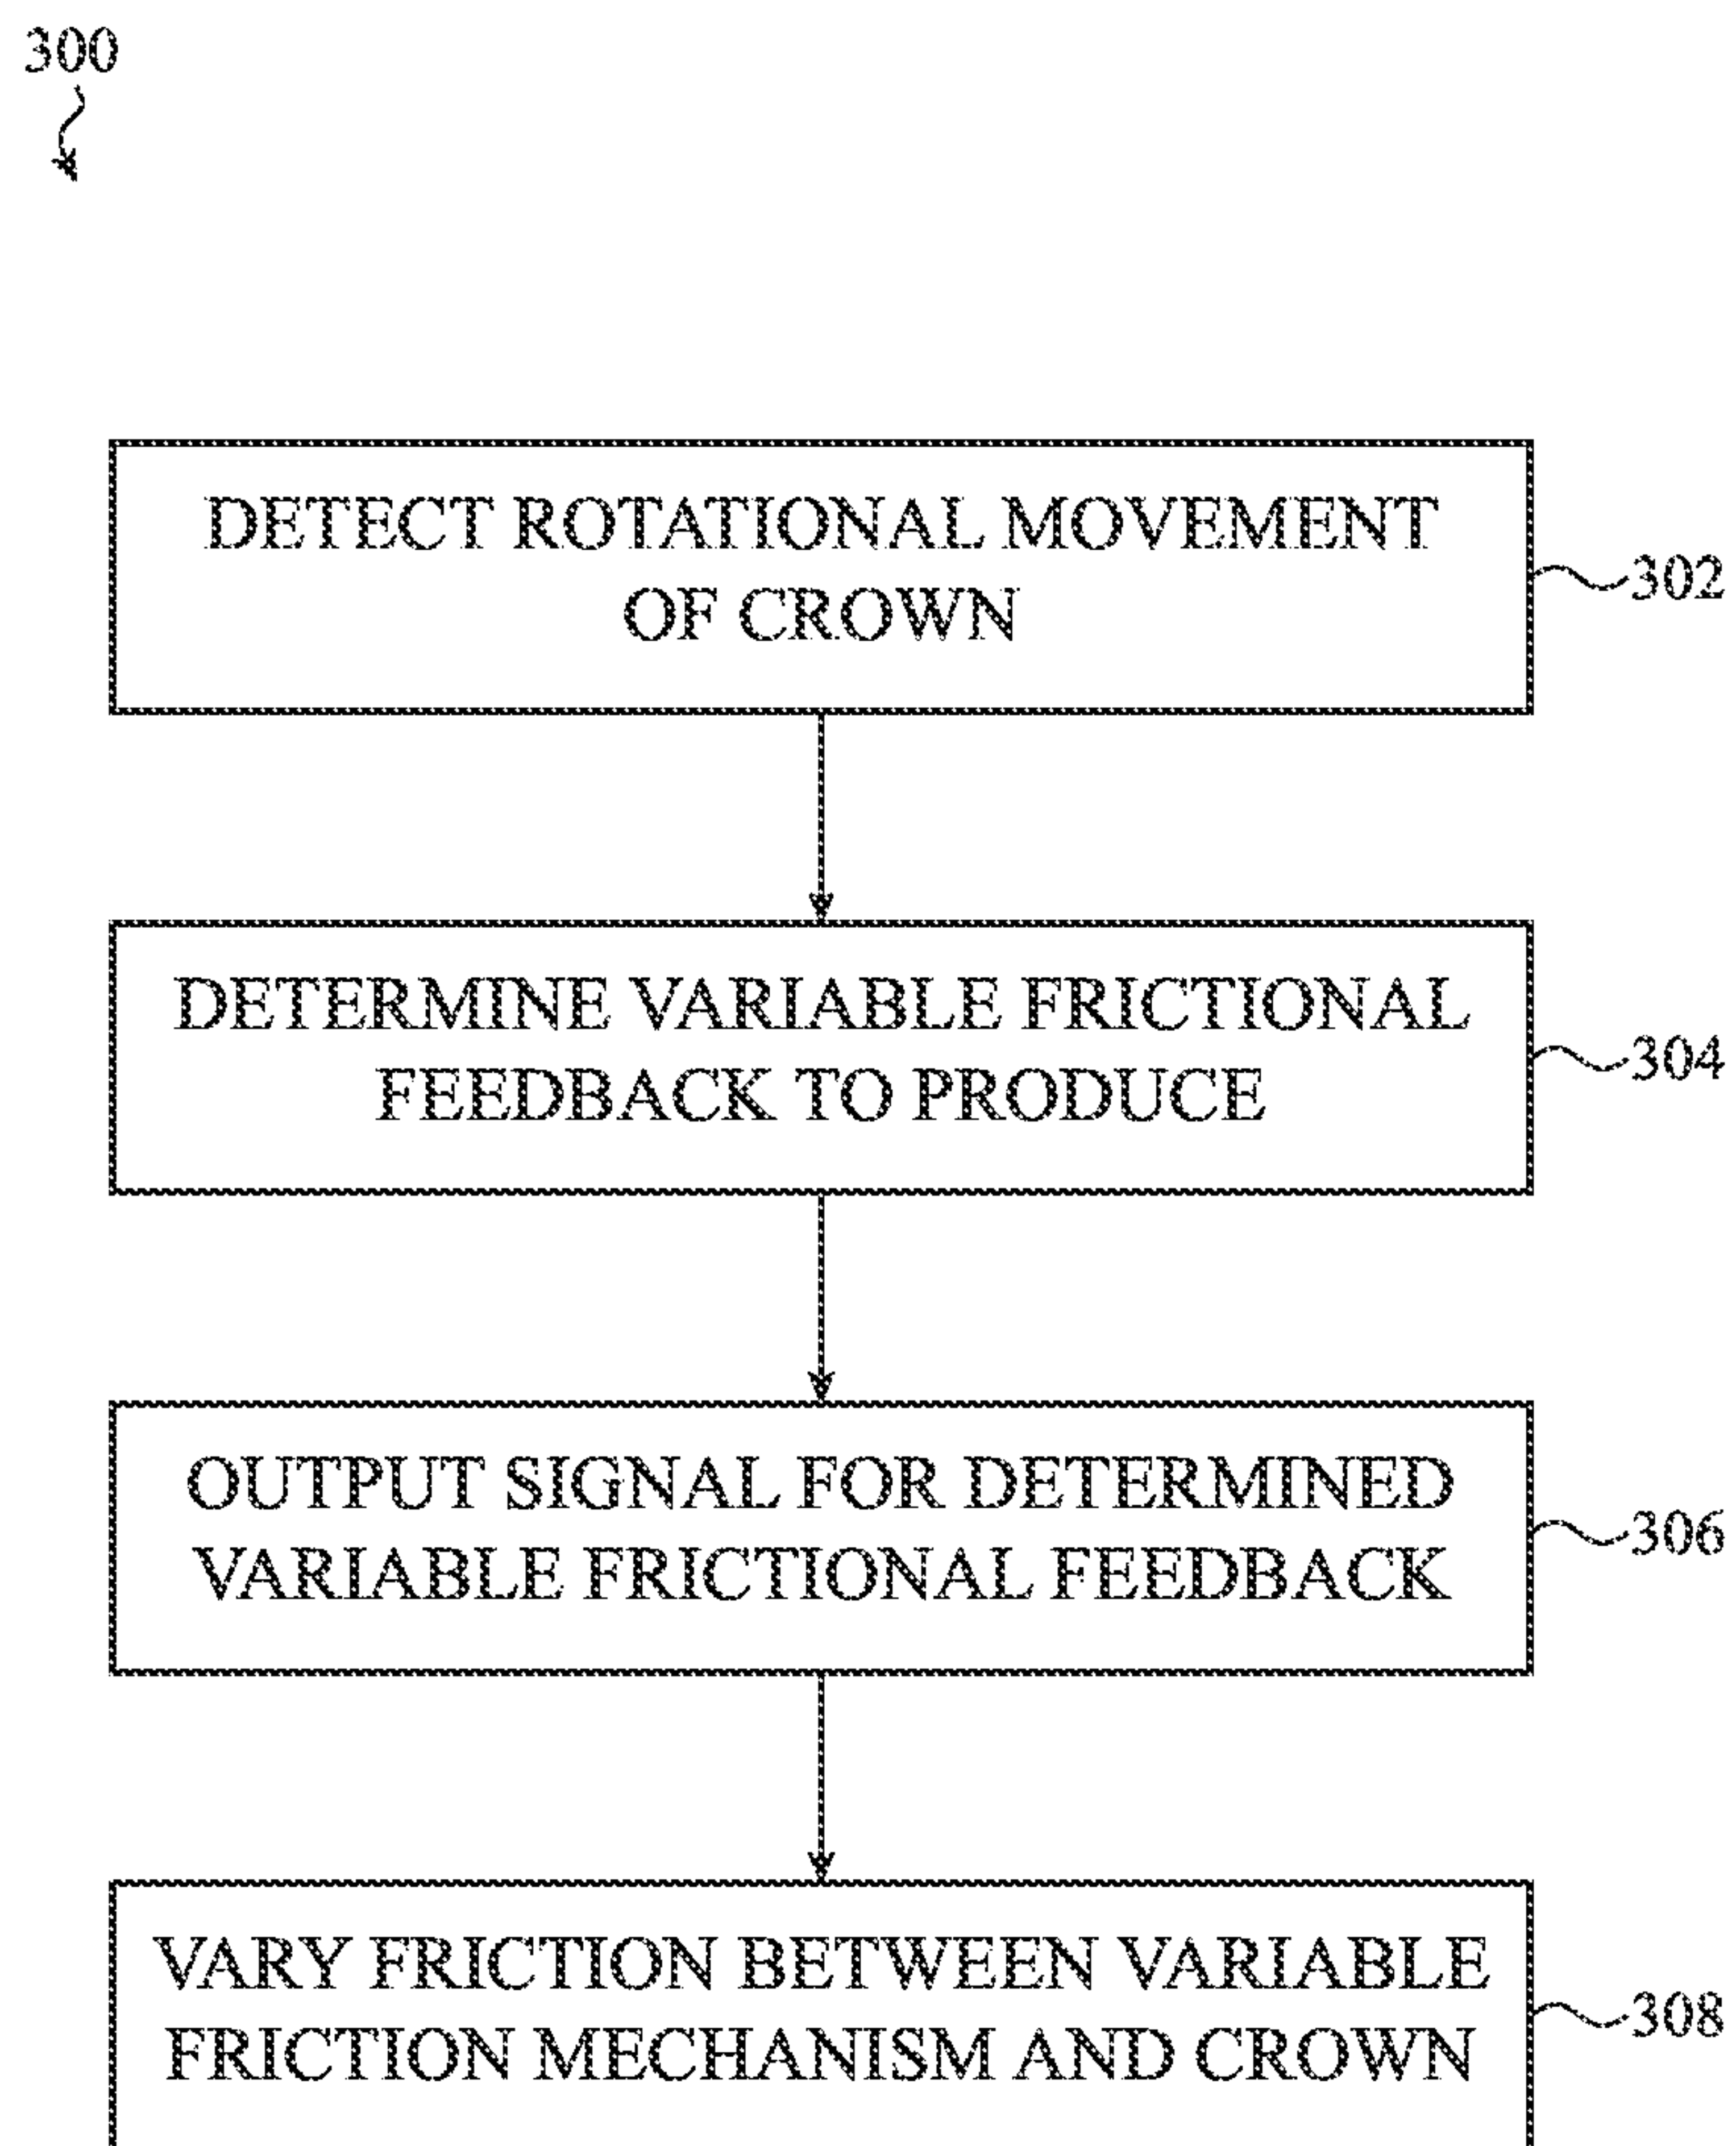 300
DETECT ROTATIONAL MOVEMENT
OF CROWN
302
DETERMINE VARIABLE FRICTIONAL
FEEDBACK TO PRODUCE
304
OUTPUT SIGNAL FOR DETERMINED
VARIABLE FRICTIONAL FEEDBACK
306
VARY FRICTION BETWEEN VARIABLE
FRICTION MECHANISM AND CROWN
308